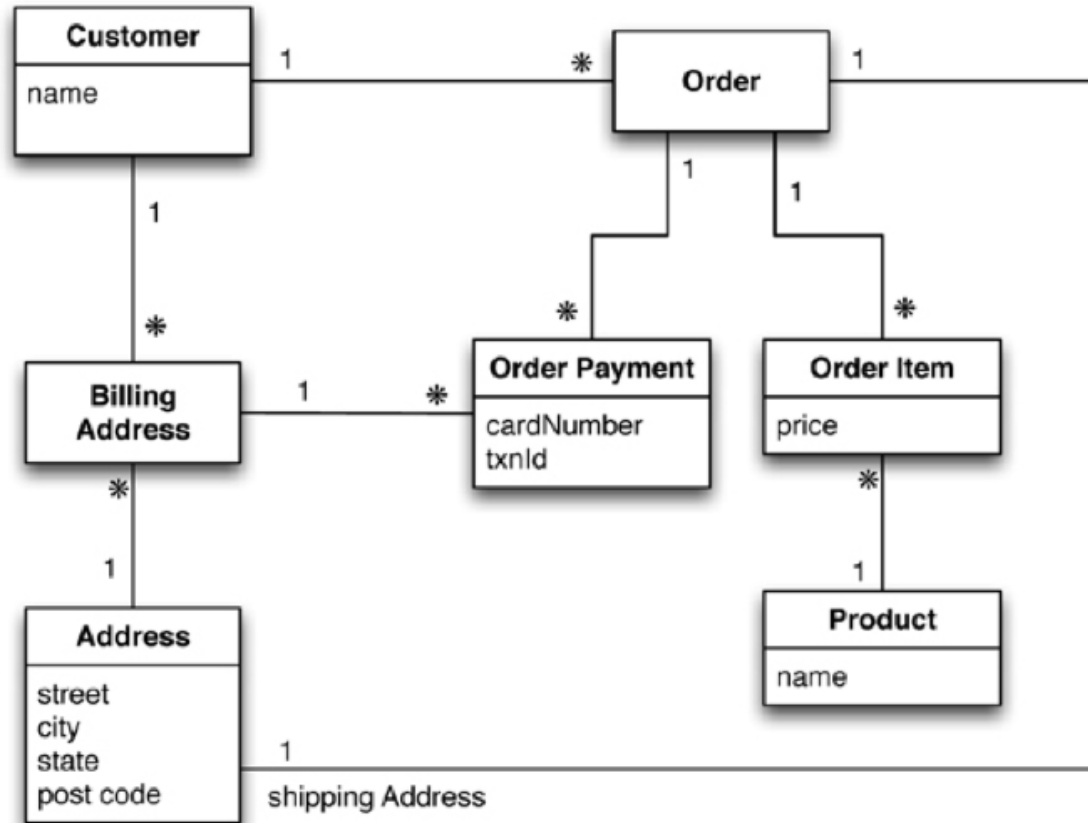 Customer
name
1
*
Order
1
1
1
1
*
*
*
Billing
Address
1
*
Order Payment
cardNumber
txnId
Order Item
price
*
1
*
1
Product
name
Address
street
city
state
post code
1
shipping Address